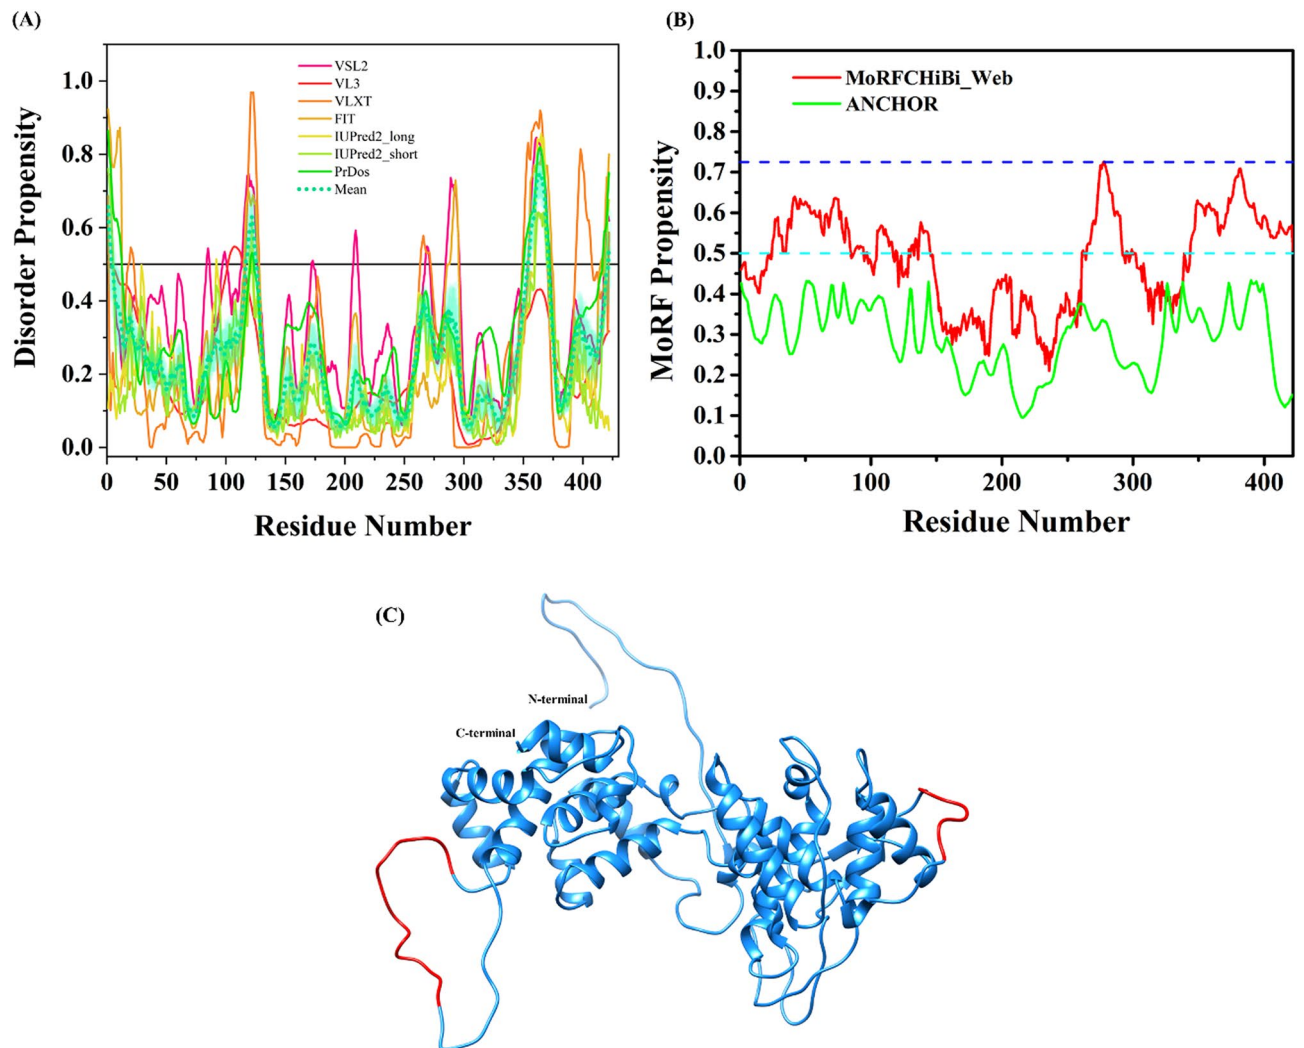 (A)
Disorder Propensity
1.0
0.8
0.6
0.4
0.2
0.0
VSL2
VL3
VLXT
FIT
IUPred2_long
IUPred2_short
PrDos
Mean
0 50 100 150 200 250 300 350 400
Residue Number
(B)
MoRF Propensity
1.0
0.9
0.8
0.7
0.6
0.5
0.4
0.3
0.2
0.1
0.0
MoRFCHiBi_Web
ANCHOR
0 100 200 300 400
Residue Number
(C)
N-terminal
C-terminal